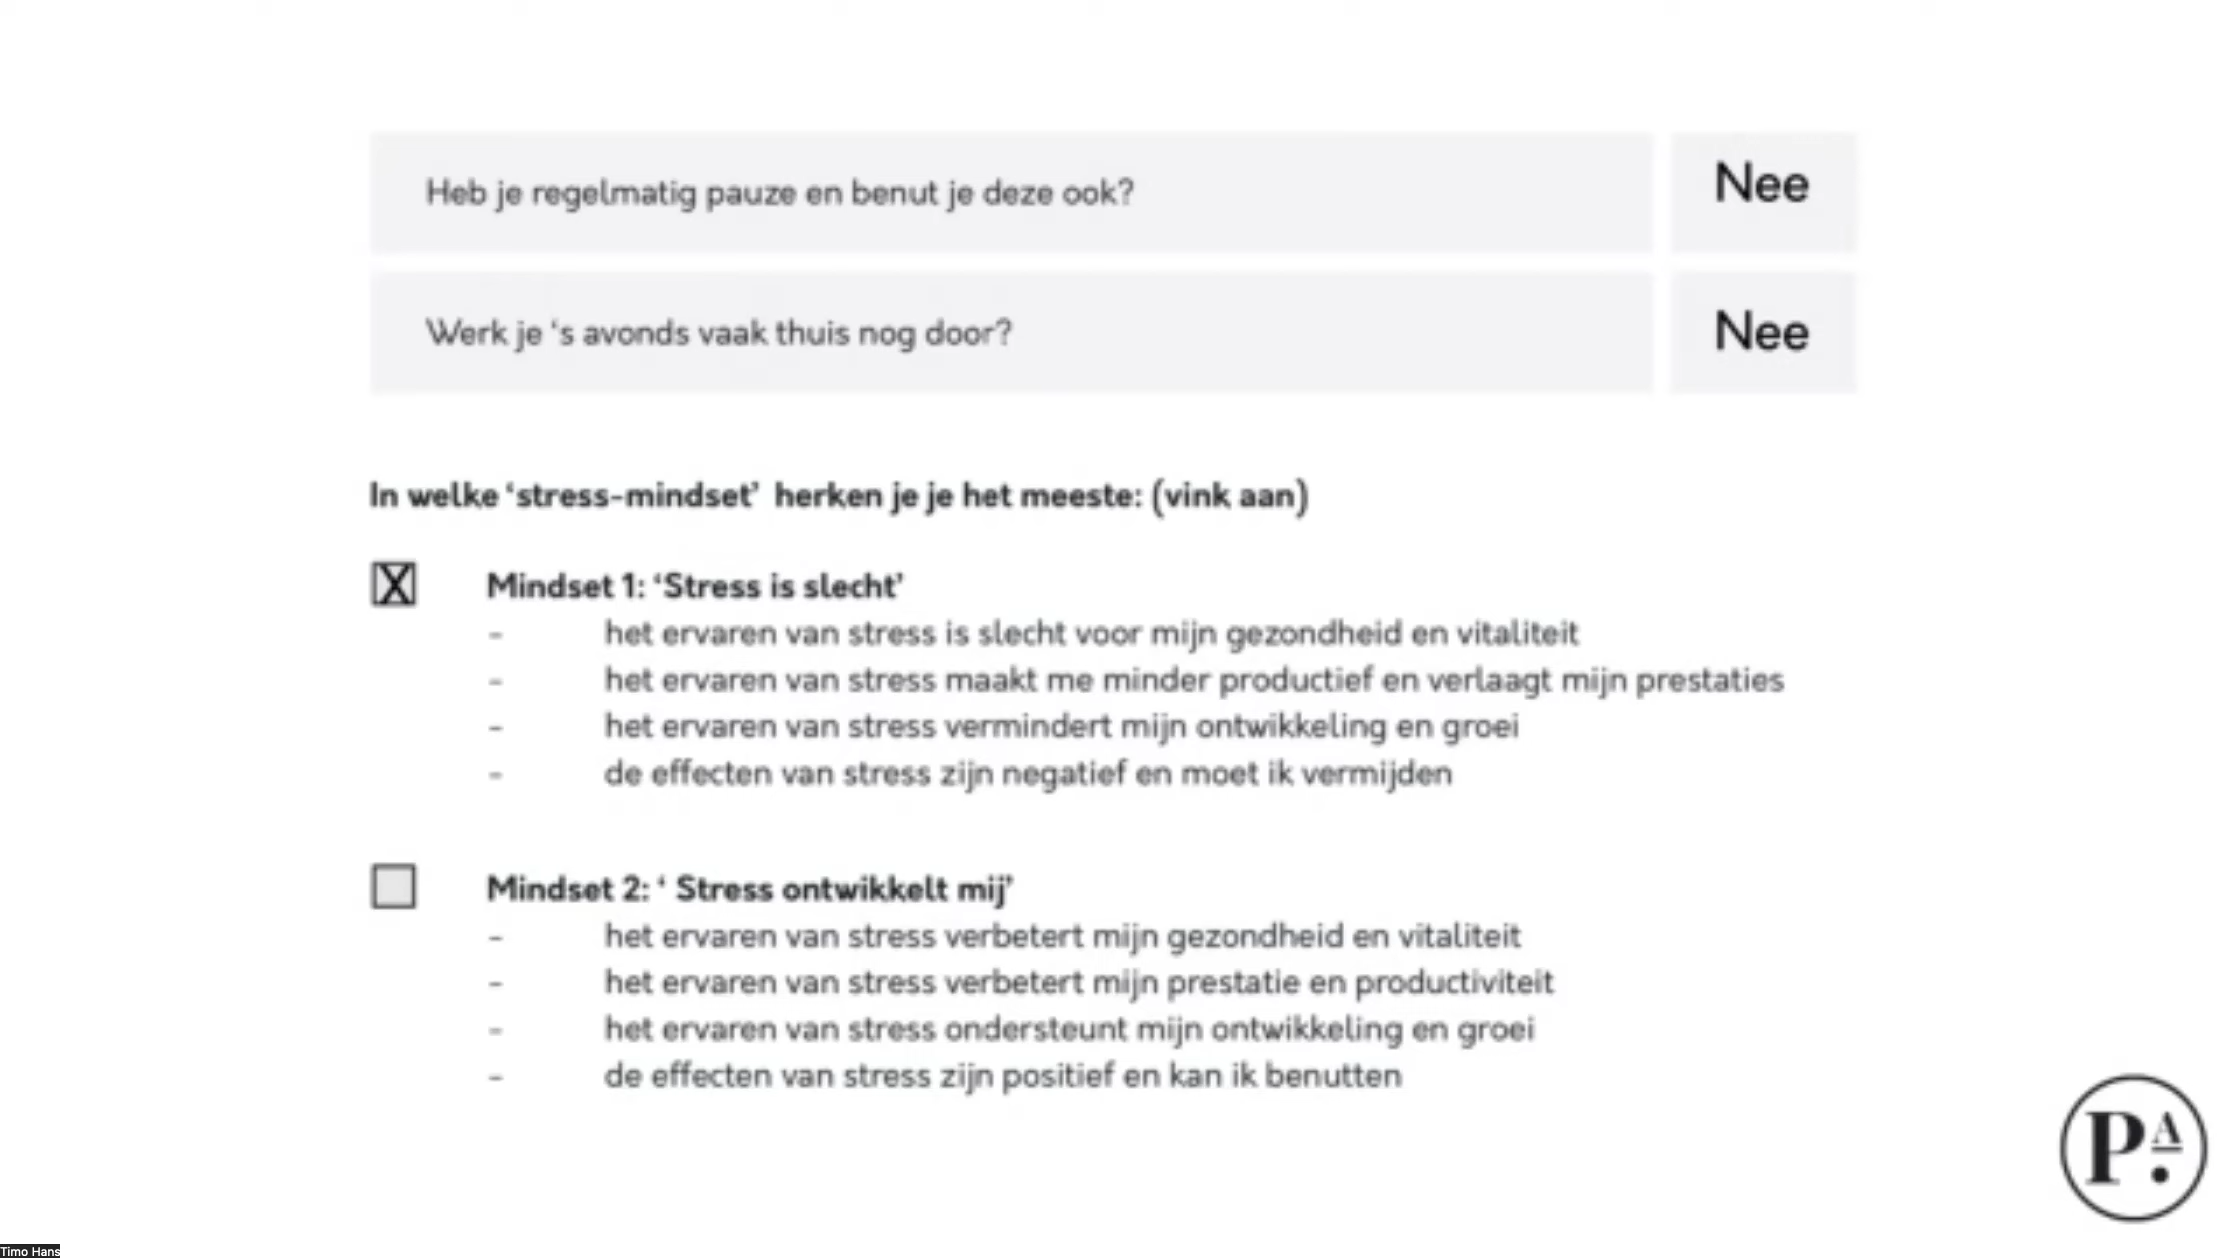 Heb je regelmatig pauze en benut je deze ook? Nee
Werk je ‘s avonds vaak thuis nog door? Nee
In welke ‘stress-mindset’ herken je je het meeste: (vink aan)
X Mindset 1: ‘Stress is slecht’
- het ervaren van stress is slecht voor mijn gezondheid en vitaliteit
- het ervaren van stress maakt me minder productief en verlaagt mijn prestaties
- het ervaren van stress vermindert mijn ontwikkeling en groei
- de effecten van stress zijn negatief en moet ik vermijden
Mindset 2: ‘ Stress ontwikkelt mij’
- het ervaren van stress verbetert mijn gezondheid en vitaliteit
- het ervaren van stress verbetert mijn prestatie en productiviteit
- het ervaren van stress ondersteunt mijn ontwikkeling en groei
- de effecten van stress zijn positief en kan ik benutten
PA.
Timo Hans